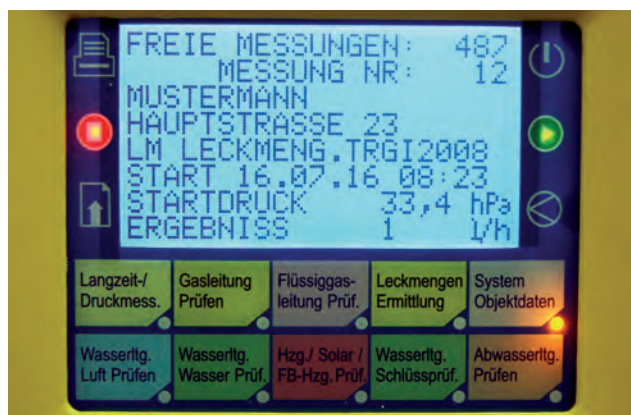 FREIE MESSUNGEN: 487
MESSUNG NR: 12
MUSTERMANN
HAUPTSTRASSE 23
LM LECKMENG.TRGI2008
START 16.07.16 08:23
STARTDRUCK 33,4 hPa
ERGEBNISS 1 l/h
Langzeit-/
Druckmess.
Gasleitung
Prüfen
Flüssiggas-
leitung Prüf.
Leckmengen
Ermittlung
System
Objektdaten
Wasserltg.
Luft Prüfen
Wasserltg.
Wasser Prüf.
Hzg./ Solar /
FB-Hzg. Prüf.
Wasserltg.
Schlüssprüf.
Abwasserltg.
Prüfen